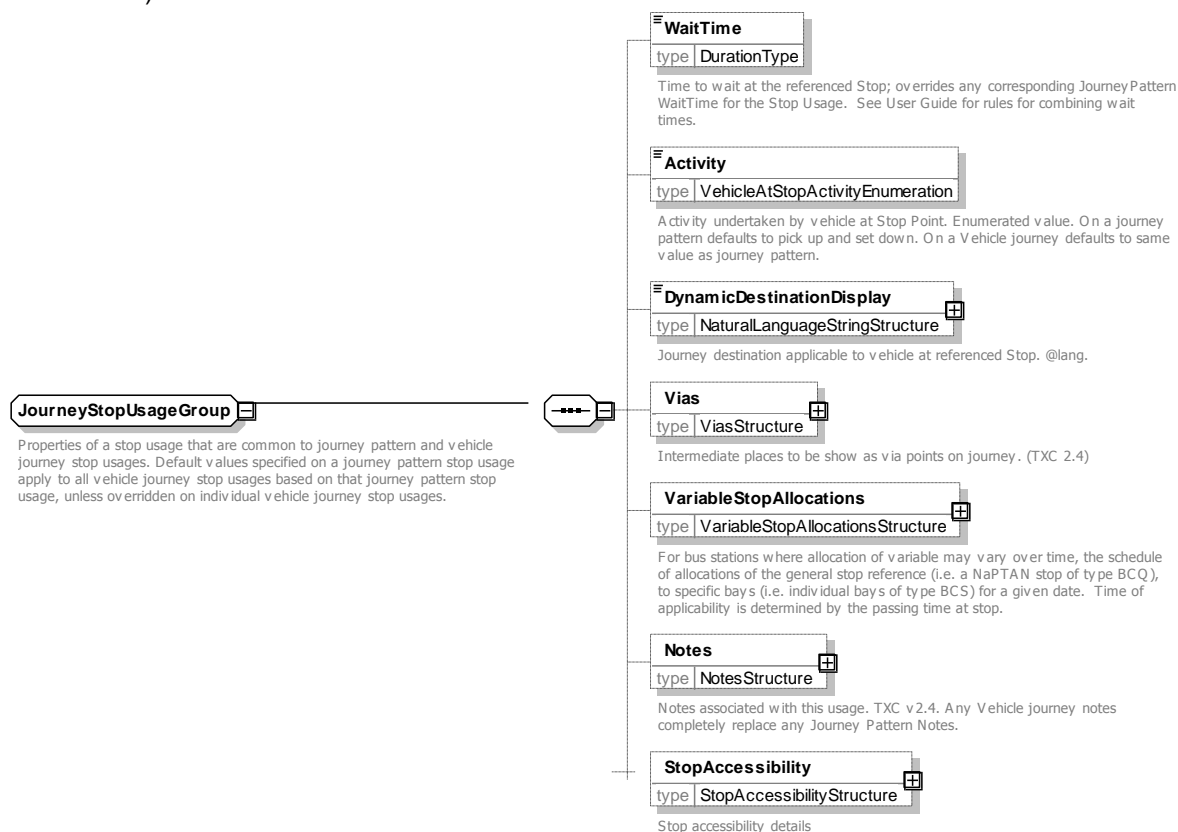 WaitTime
type DurationType
Time to wait at the referenced Stop; overrides any corresponding JourneyPattern
WaitTime for the Stop Usage. See User Guide for rules for combining wait
times.
Activity
type VehicleAtStopActivityEnumeration
Activity undertaken by vehicle at Stop Point. Enumerated value. On a journey
pattern defaults to pick up and set down. On a Vehicle journey defaults to same
value as journey pattern.
DynamicDestinationDisplay
type NaturalLanguageStringStructure
Journey destination applicable to vehicle at referenced Stop. @lang.
JourneyStopUsageGroup
Properties of a stop usage that are common to journey pattern and vehicle
journey stop usages. Default values specified on a journey pattern stop usage
apply to all vehicle journey stop usages based on that journey pattern stop
usage, unless overridden on individual vehicle journey stop usages.
Vias
type ViasStructure
Intermediate places to be show as via points on journey. (TXC 2.4)
VariableStopAllocations
type VariableStopAllocationsStructure
For bus stations where allocation of variable may vary over time, the schedule
of allocations of the general stop reference (i.e. a NaPTAN stop of type BCQ),
to specific bays (i.e. individual bays of type BCS) for a given date. Time of
applicability is determined by the passing time at stop.
Notes
type NotesStructure
Notes associated with this usage. TXC v2.4. Any Vehicle journey notes
completely replace any Journey Pattern Notes.
StopAccessibility
type StopAccessibilityStructure
Stop accessibility details